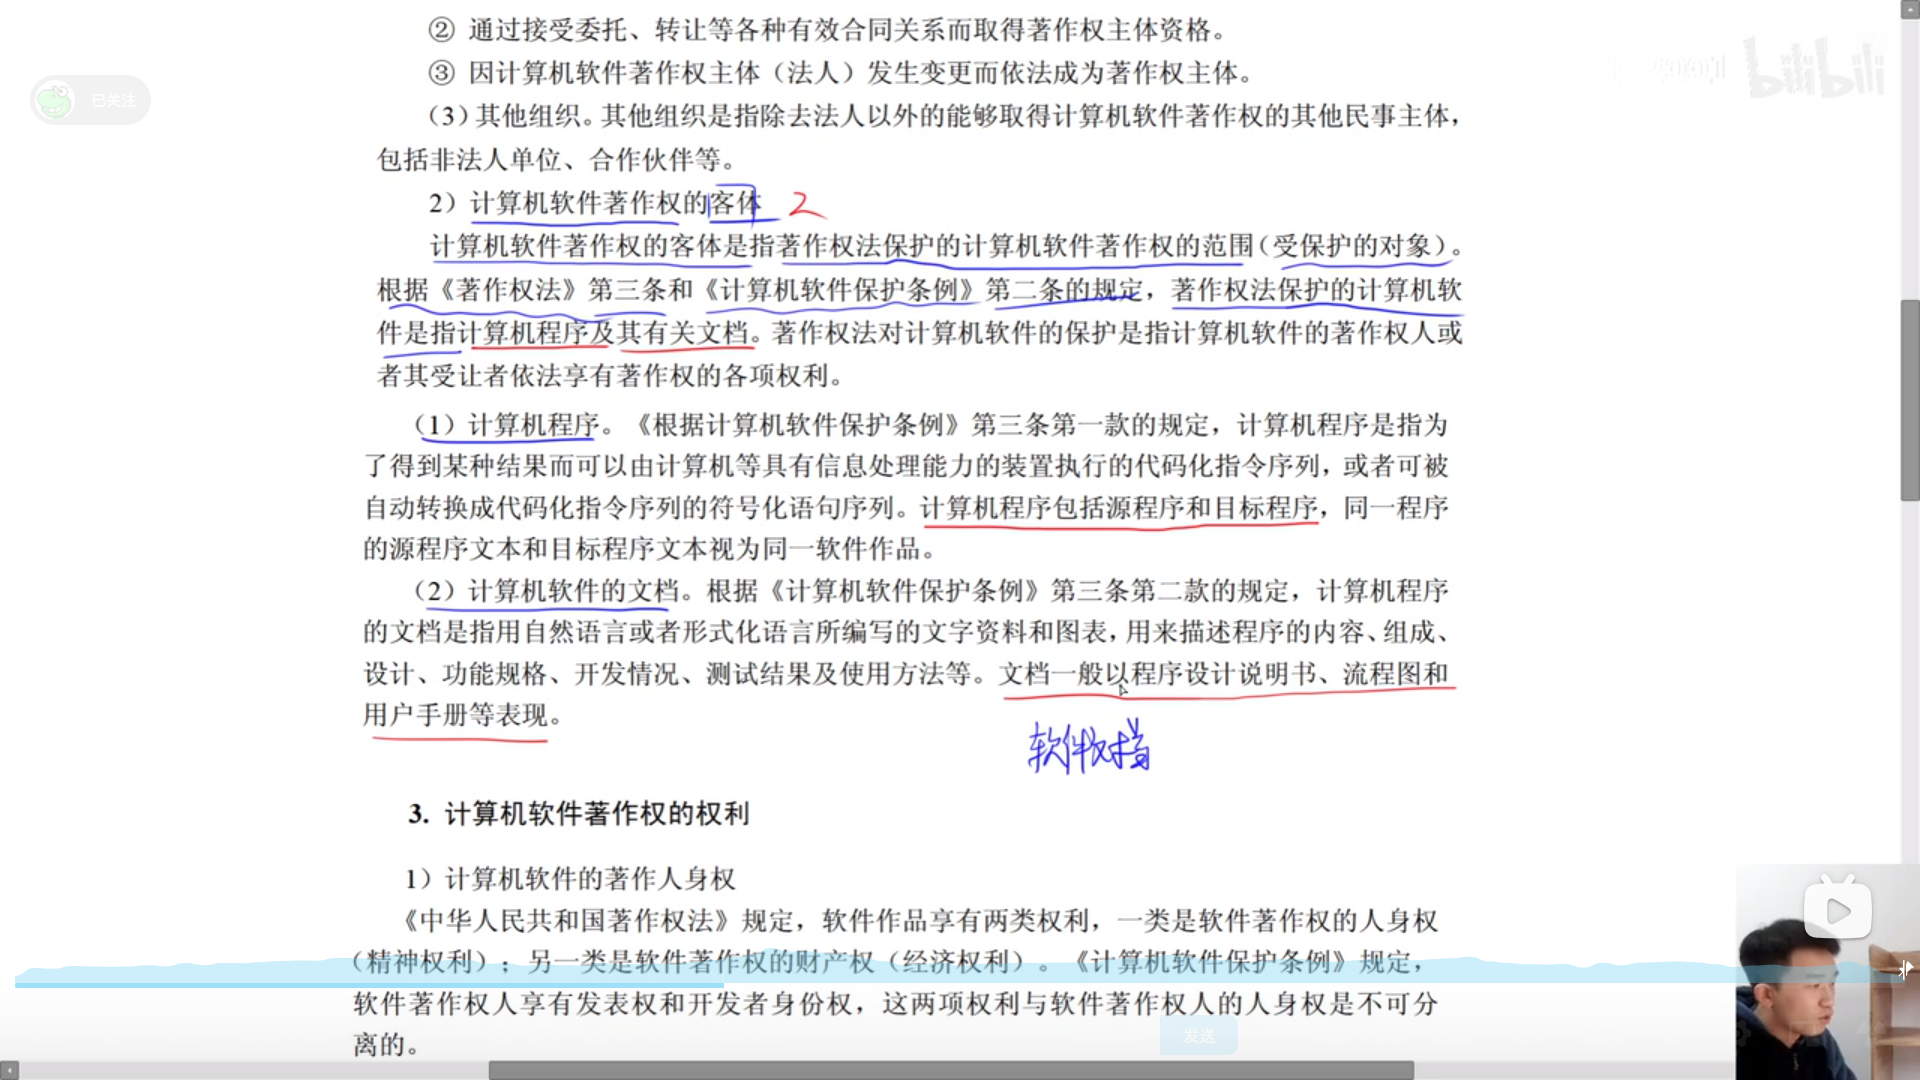 ② 通过接受委托、转让等各种有效合同关系而取得著作权主体资格。
③ 因计算机软件著作权主体（法人）发生变更而依法成为著作权主体。
已关注
bilibili
（3）其他组织。其他组织是指除去法人以外的能够取得计算机软件著作权的其他民事主体，
包括非法人单位、合作伙伴等。
2）计算机软件著作权的客体 2
计算机软件著作权的客体是指著作权法保护的计算机软件著作权的范围（受保护的对象）。
根据《著作权法》第三条和《计算机软件保护条例》第二条的规定，著作权法保护的计算机软
件是指计算机程序及其有关文档。著作权法对计算机软件的保护是指计算机软件的著作权人或
者其受让者依法享有著作权的各项权利。
（1）计算机程序。《根据计算机软件保护条例》第三条第一款的规定，计算机程序是指为
了得到某种结果而可以由计算机等具有信息处理能力的装置执行的代码化指令序列，或者可被
自动转换成代码化指令序列的符号化语句序列。计算机程序包括源程序和目标程序，同一程序
的源程序文本和目标程序文本视为同一软件作品。
（2）计算机软件的文档。根据《计算机软件保护条例》第三条第二款的规定，计算机程序
的文档是指用自然语言或者形式化语言所编写的文字资料和图表，用来描述程序的内容、组成、
设计、功能规格、开发情况、测试结果及使用方法等。文档一般以程序设计说明书、流程图和
用户手册等表现。
软件文档
3. 计算机软件著作权的权利
1）计算机软件的著作人身权
《中华人民共和国著作权法》规定，软件作品享有两类权利，一类是软件著作权的人身权
（精神权利）；另一类是软件著作权的财产权（经济权利）。《计算机软件保护条例》规定，
软件著作权人享有发表权和开发者身份权，这两项权利与软件著作权人的人身权是不可分
离的。
发送